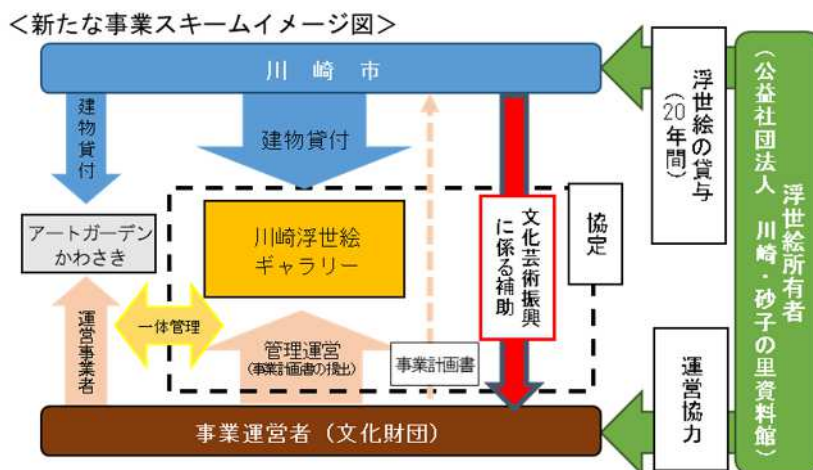 ＜新たな事業スキームイメージ図＞
川崎市
建物貸付
建物貸付
浮世絵の貸与
（20年間）
浮世絵所有者
（公益社団法人 川崎・砂子の里資料館）
アートガーデン
かわさき
川崎浮世絵
ギャラリー
文化芸術振興
に係る補助
協定
運営事業者
一体管理
管理運営
（事業計画書の提出）
事業計画書
運営協力
事業運営者（文化財団）